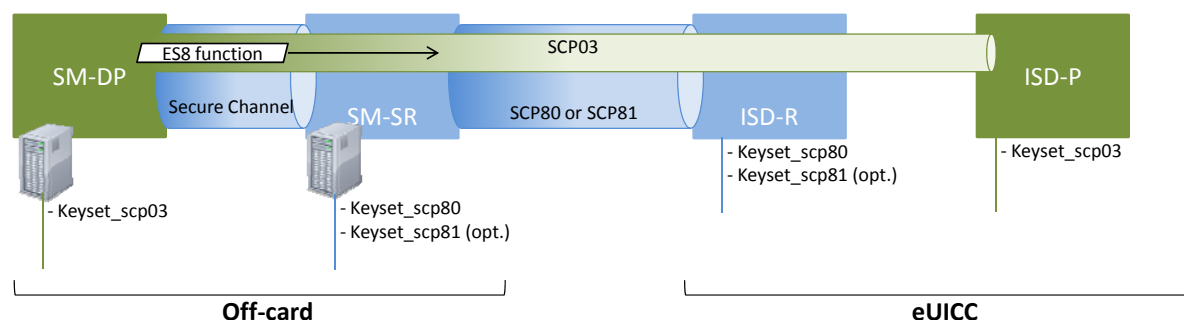 ES8 function
SCP03
SM-DP
ISD-P
Secure Channel
SM-SR
SCP80 or SCP81
ISD-R
- Keyset_scp80
- Keyset_scp81 (opt.)
- Keyset_scp03
- Keyset_scp03
- Keyset_scp80
- Keyset_scp81 (opt.)
Off-card
eUICC